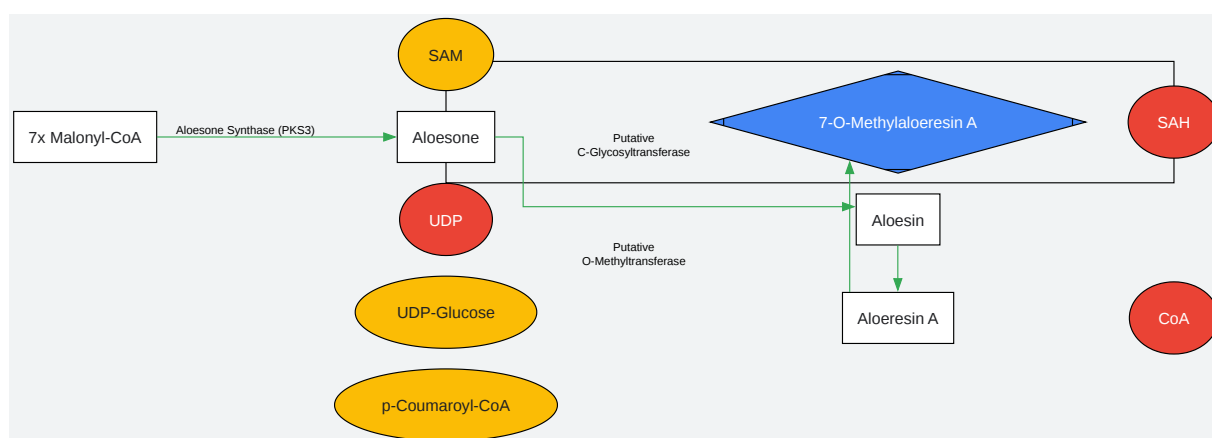 SAM
7x Malonyl-CoA
Aloesone Synthase (PKS3)
Aloesone
Putative
C-Glycosyltransferase
7-O-Methylaloeresin A
SAH
UDP
Aloesin
Putative
O-Methyltransferase
UDP-Glucose
Aloeresin A
CoA
p-Coumaroyl-CoA